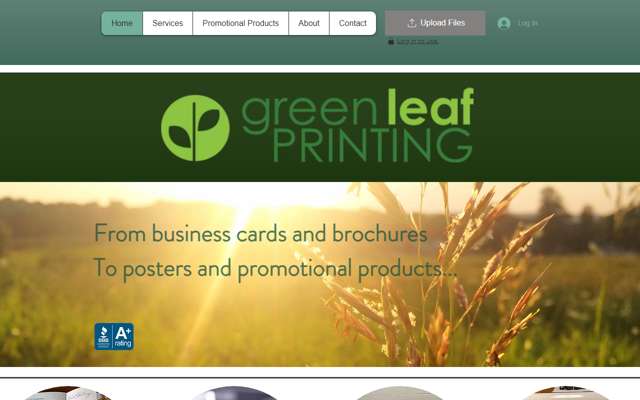 Home
Services
Promotional Products
About
Contact
Upload Files
Log In
green leaf
PRINTING
From business cards and brochures
To posters and promotional products...
BBB
A+
rating